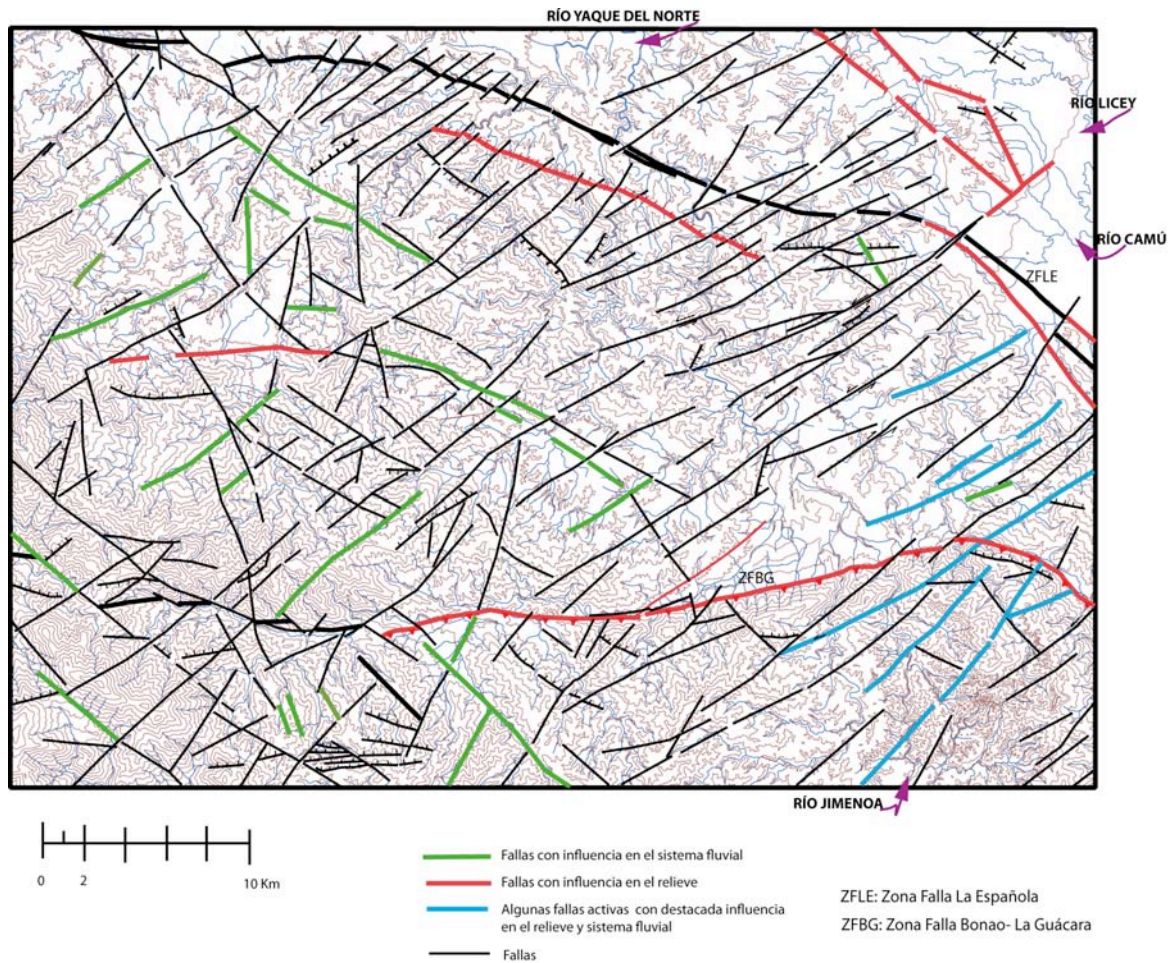 RÍO YAQUE DEL NORTE
RÍO LICEY
RÍO CAMÚ
ZFLE
ZFBG
RÍO JIMENOA
0 2 10 Km
Fallas con influencia en el sistema fluvial
Fallas con influencia en el relieve
Algunas fallas activas con destacada influencia
en el relieve y sistema fluvial
Fallas
ZFLE: Zona Falla La Española
ZFBG: Zona Falla Bonao- La Guácara